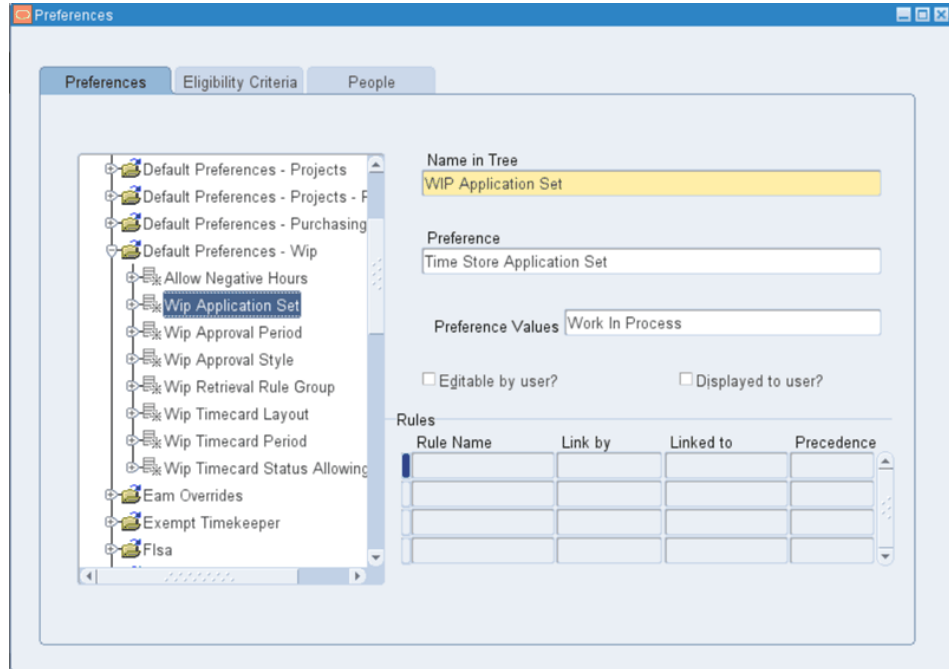 Preferences
Preferences
Eligibility Criteria
People
Default Preferences - Projects
Default Preferences - Projects - F
Default Preferences - Purchasing
Default Preferences - Wip
Allow Negative Hours
Wip Application Set
Wip Approval Period
Wip Approval Style
Wip Retrieval Rule Group
Wip Timecard Layout
Wip Timecard Period
Wip Timecard Status Allowing
Eam Overrides
Exempt Timekeeper
Flsa
Name in Tree
WIP Application Set
Preference
Time Store Application Set
Preference Values Work In Process
Editable by user? Displayed to user?
Rules
Rule Name Link by Linked to Precedence